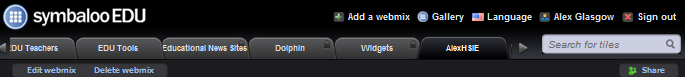 symbaloo EDU
Add a webmix Gallery Language Alex Glasgow Sign out
:DU Teachers EDU Tools Educational News Sites Dolphin Widgets AlexHSIE Search for tiles
Edit webmix Delete webmix Share